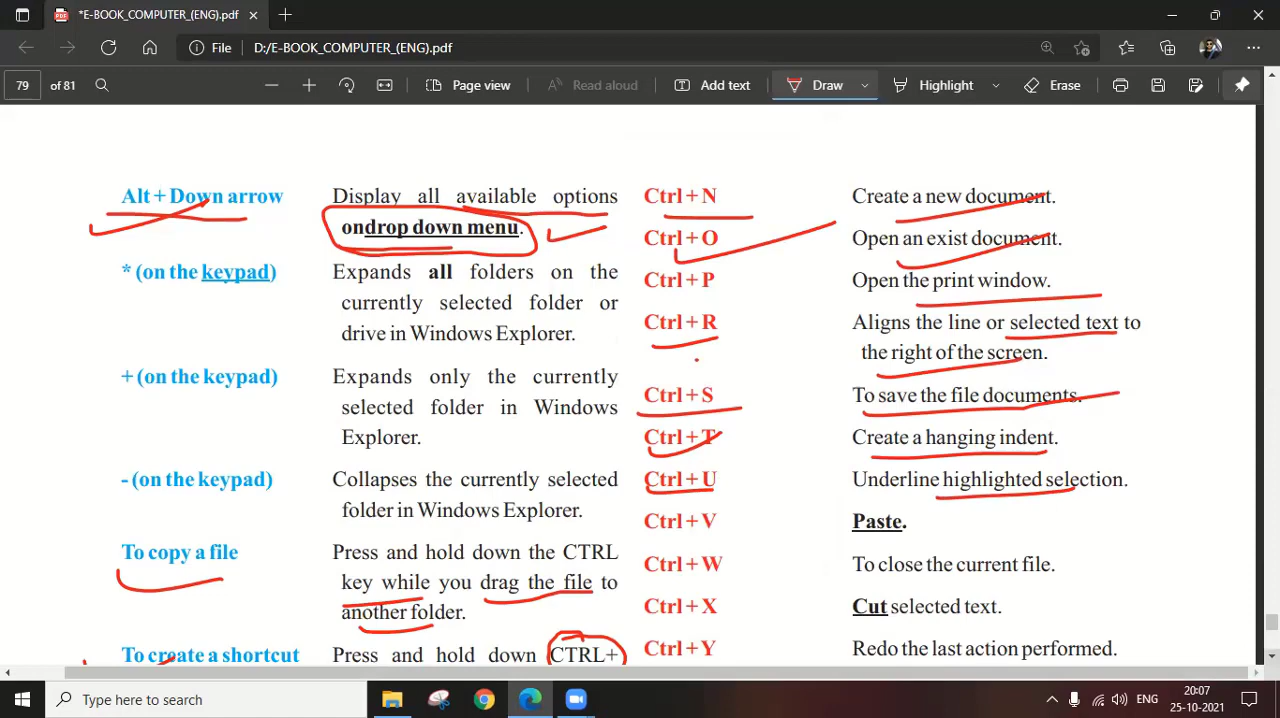 *E-BOOK_COMPUTER_(ENG).pdf
File D:/E-BOOK_COMPUTER_(ENG).pdf
79 of 81 Page view Read aloud Add text Draw Highlight Erase
Alt + Down arrow Display all available options
ondrop down menu.
* (on the keypad) Expands all folders on the
currently selected folder or
drive in Windows Explorer.
+ (on the keypad) Expands only the currently
selected folder in Windows
Explorer.
- (on the keypad) Collapses the currently selected
folder in Windows Explorer.
To copy a file Press and hold down the CTRL
key while you drag the file to
another folder.
To create a shortcut Press and hold down CTRL+
Ctrl + N Create a new document.
Ctrl + O Open an exist document.
Ctrl + P Open the print window.
Ctrl + R Aligns the line or selected text to
the right of the screen.
Ctrl + S To save the file documents.
Ctrl + T Create a hanging indent.
Ctrl + U Underline highlighted selection.
Ctrl + V Paste.
Ctrl + W To close the current file.
Ctrl + X Cut selected text.
Ctrl + Y Redo the last action performed.
Type here to search
ENG 20:07
25-10-2021